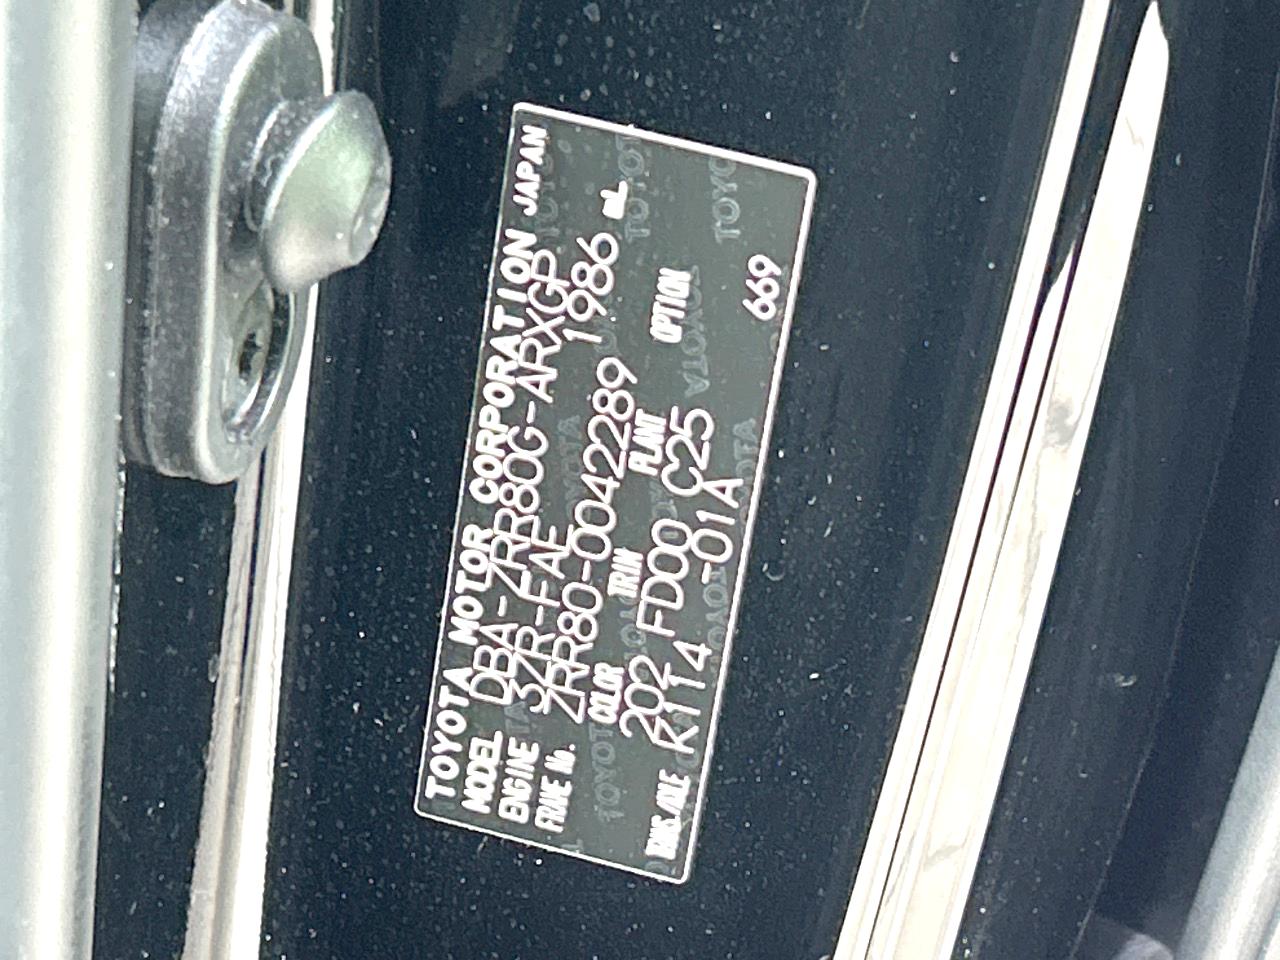 TOYOTA MOTOR CORPORATION JAPAN
MODEL DBA-ZRR80G-ARXGP
ENGINE 3ZR-FAE 1986 mL
FRAME No. ZRR80-0042289
COLOR TRIM PLANT OPTION
202 FD00 C25
TRANS./AXLE K114 -01A 669